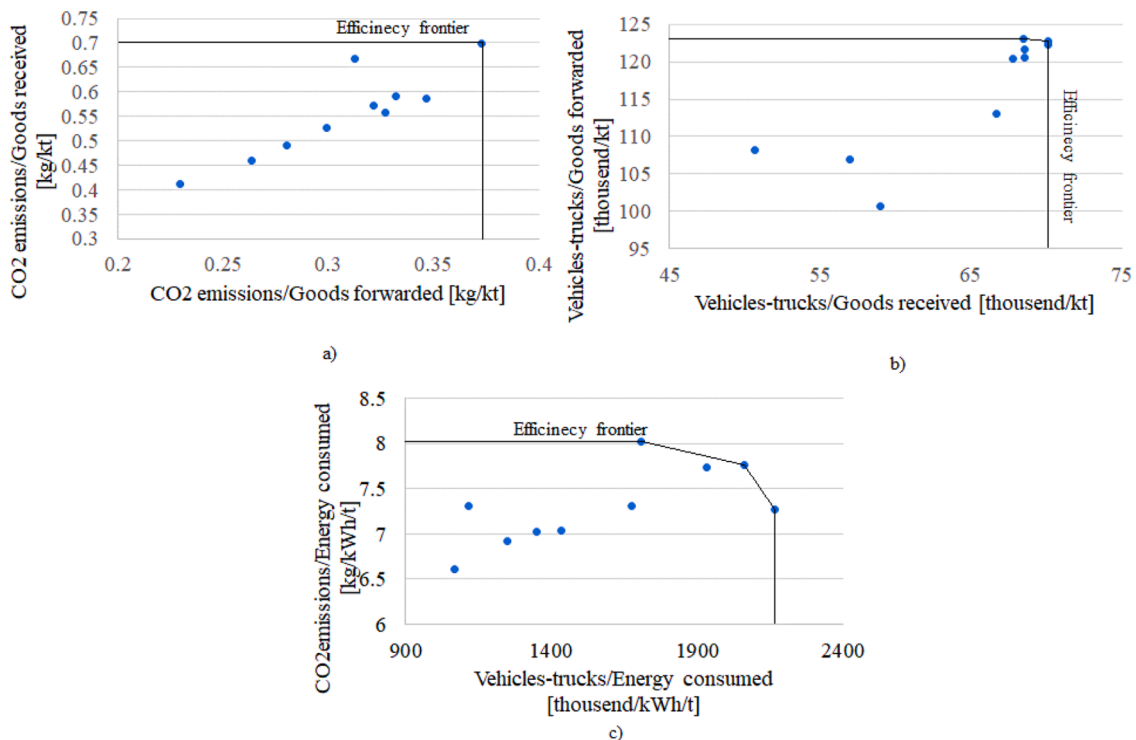 a)
CO2 emissions/Goods received
[kg/kt]
0.75
0.7
0.65
0.6
0.55
0.5
0.45
0.4
0.35
0.3
Efficinecy frontier
0.2
0.25
0.3
0.35
0.4
CO2 emissions/Goods forwarded [kg/kt]
a)
Vehicles-trucks/Goods forwarded
[thousend/kt]
125
120
115
110
105
100
95
Efficinecy frontier
45
55
65
75
Vehicles-trucks/Goods received [thousend/kt]
b)
CO2emissions/Energy consumed
[kg/kWh/t]
8.5
8
7.5
7
6.5
6
Efficinecy frontier
900
1400
1900
2400
Vehicles-trucks/Energy consumed
[thousend/kWh/t]
c)